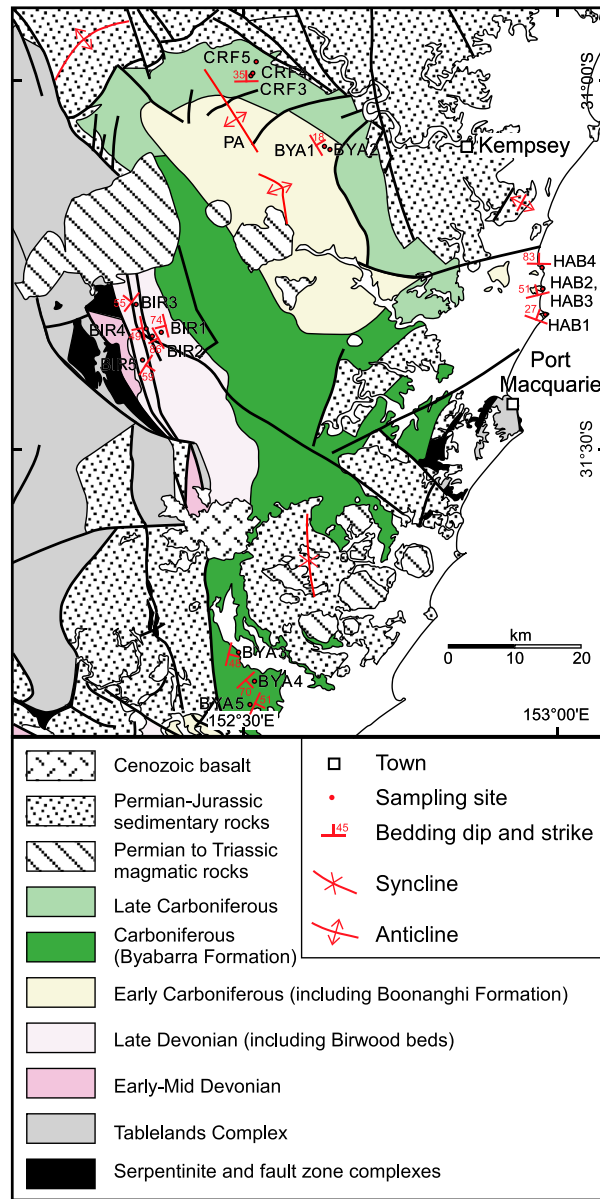 CRF5
CRF4
35
CRF3
31°00'S
PA
18
BYA1
BYA2
Kempsey
83
HAB4
HAB2,
51
HAB3
27
HAB1
BIR3
74
BIR4
BIR1
49
BIR2
BIR5
59
Port
Macquarie
31°30'S
km
0 10 20
BYA3
48
BYA4
70
BYA5
51
152°30'E
153°00'E
Cenozoic basalt
Permian-Jurassic
sedimentary rocks
Permian to Triassic
magmatic rocks
Late Carboniferous
Carboniferous
(Byabarra Formation)
Early Carboniferous (including Boonanghi Formation)
Late Devonian (including Birwood beds)
Early-Mid Devonian
Tablelands Complex
Serpentinite and fault zone complexes
Town
Sampling site
45
Bedding dip and strike
Syncline
Anticline